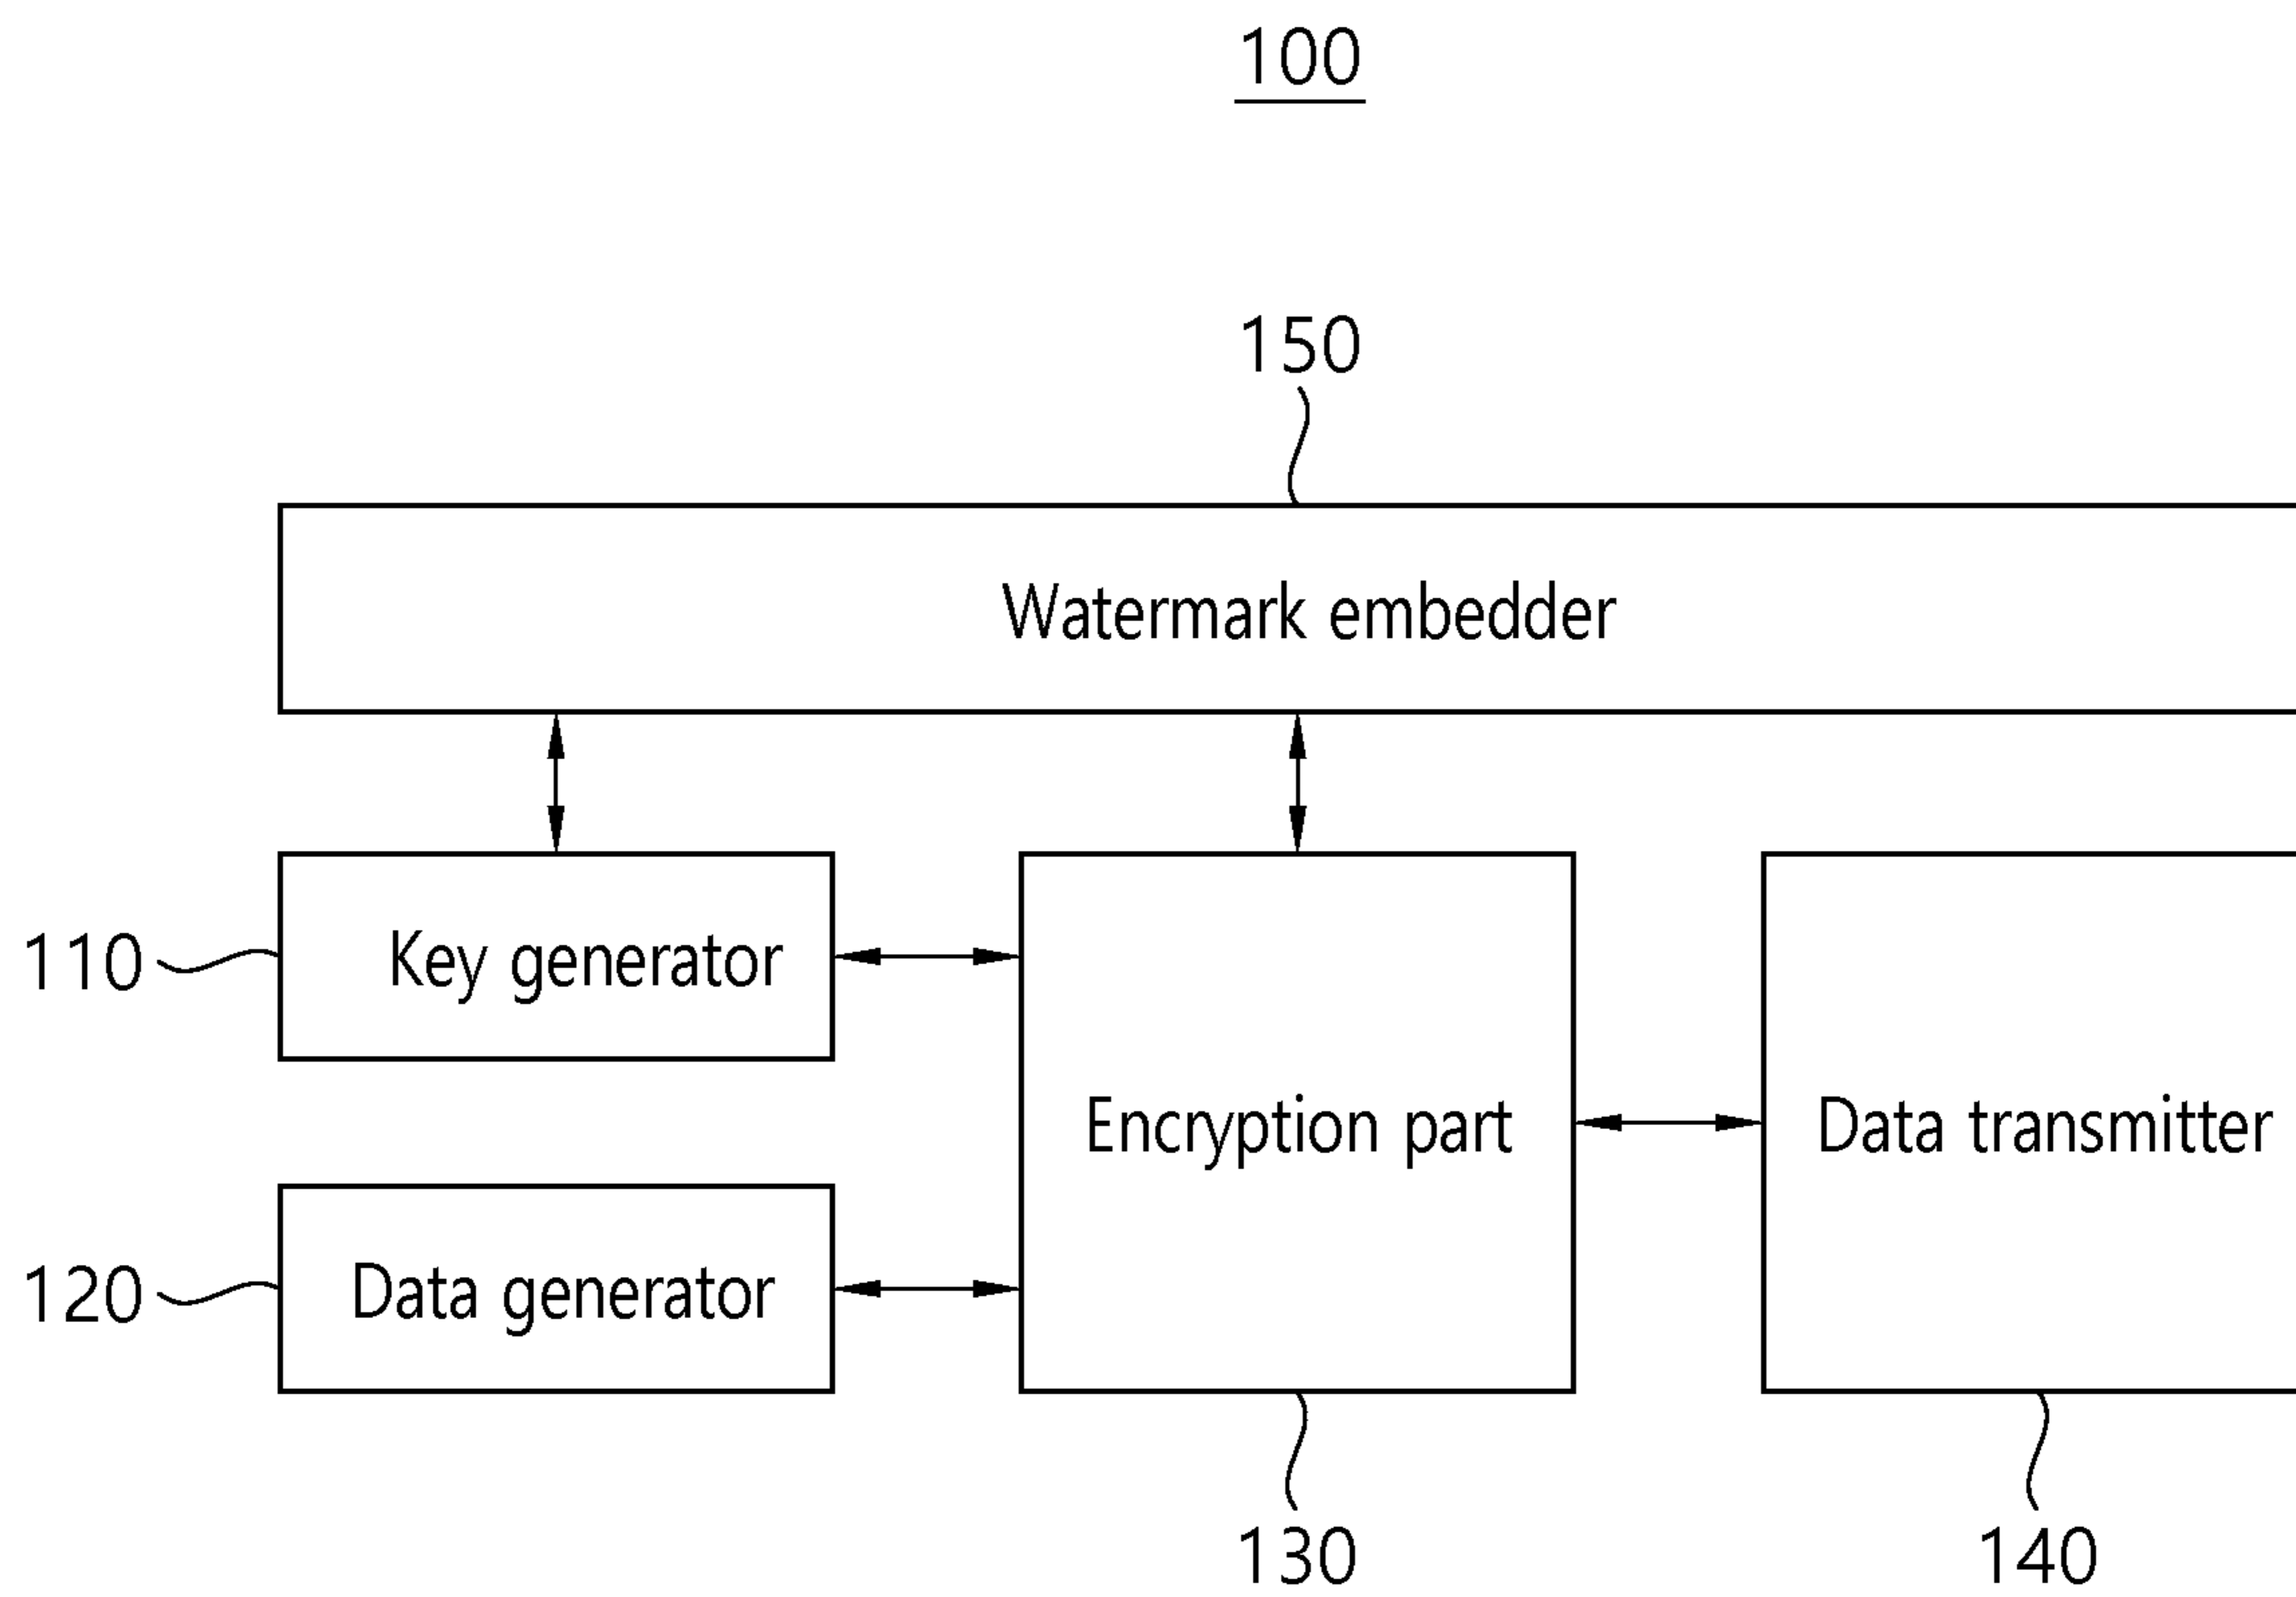 100
150
Watermark embedder
110
Key generator
Encryption part
Data transmitter
120
Data generator
130
140